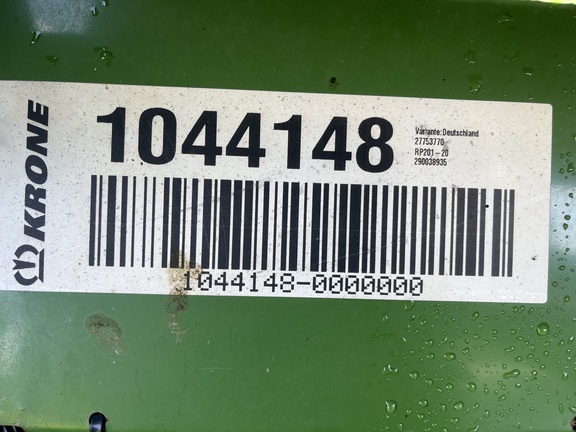 KRONE
1044148
Variante: Deutschland
27753770
RP201-20
290038935
1044148-0000000